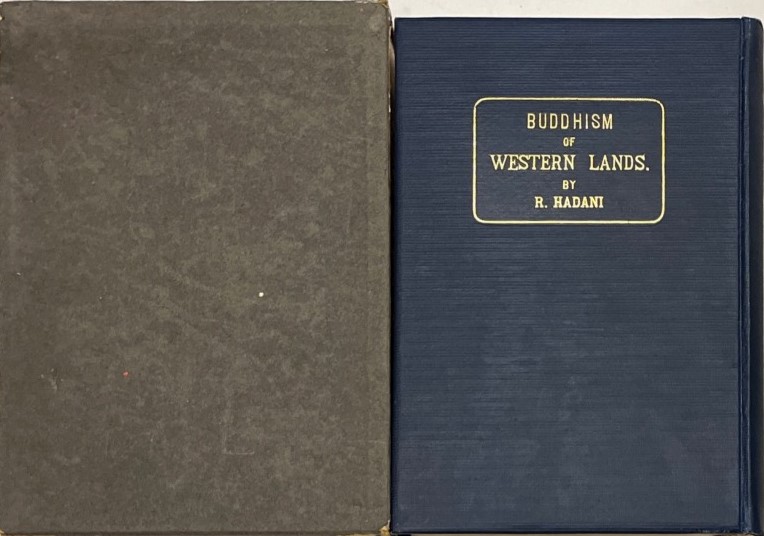 BUDDHISM
OF
WESTERN LANDS.
BY
R. HADANI